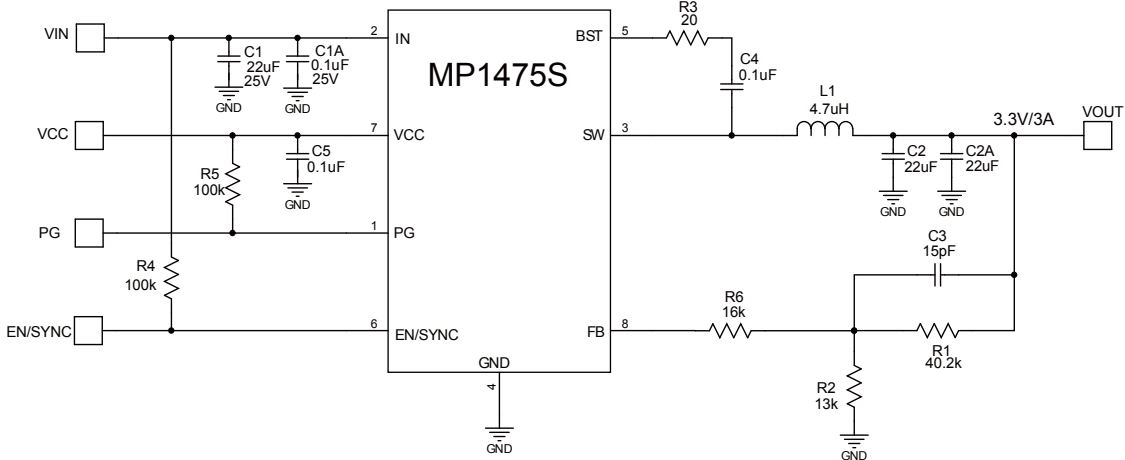 VIN
2
IN
C1
22uF
25V
GND
C1A
0.1uF
25V
GND
MP1475S
BST
5
R3
20
C4
0.1uF
VCC
7
VCC
R5
100k
C5
0.1uF
GND
SW
3
L1
4.7uH
3.3V/3A
VOUT
C2
22uF
GND
C2A
22uF
GND
PG
1
PG
R4
100k
C3
15pF
EN/SYNC
6
EN/SYNC
FB
8
R6
16k
R1
40.2k
R2
13k
GND
GND
4
GND